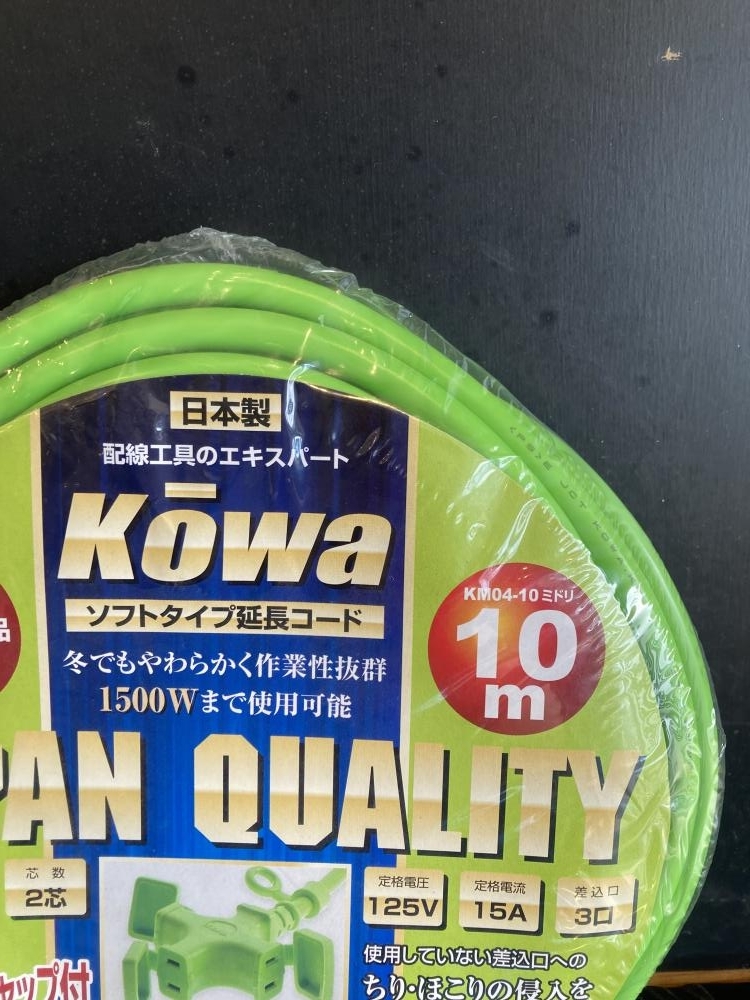 日本製
配線工具のエキスパート
Kōwa
ソフトタイプ延長コード
冬でもやわらかく作業性抜群
1500Wまで使用可能
品
KM04-10ミドリ
10
m
PAN QUALITY
芯数
2芯
定格電圧
125V
定格電流
15A
差込口
3口
使用していない差込口への
ちり・ほこりの侵入を
ャップ付